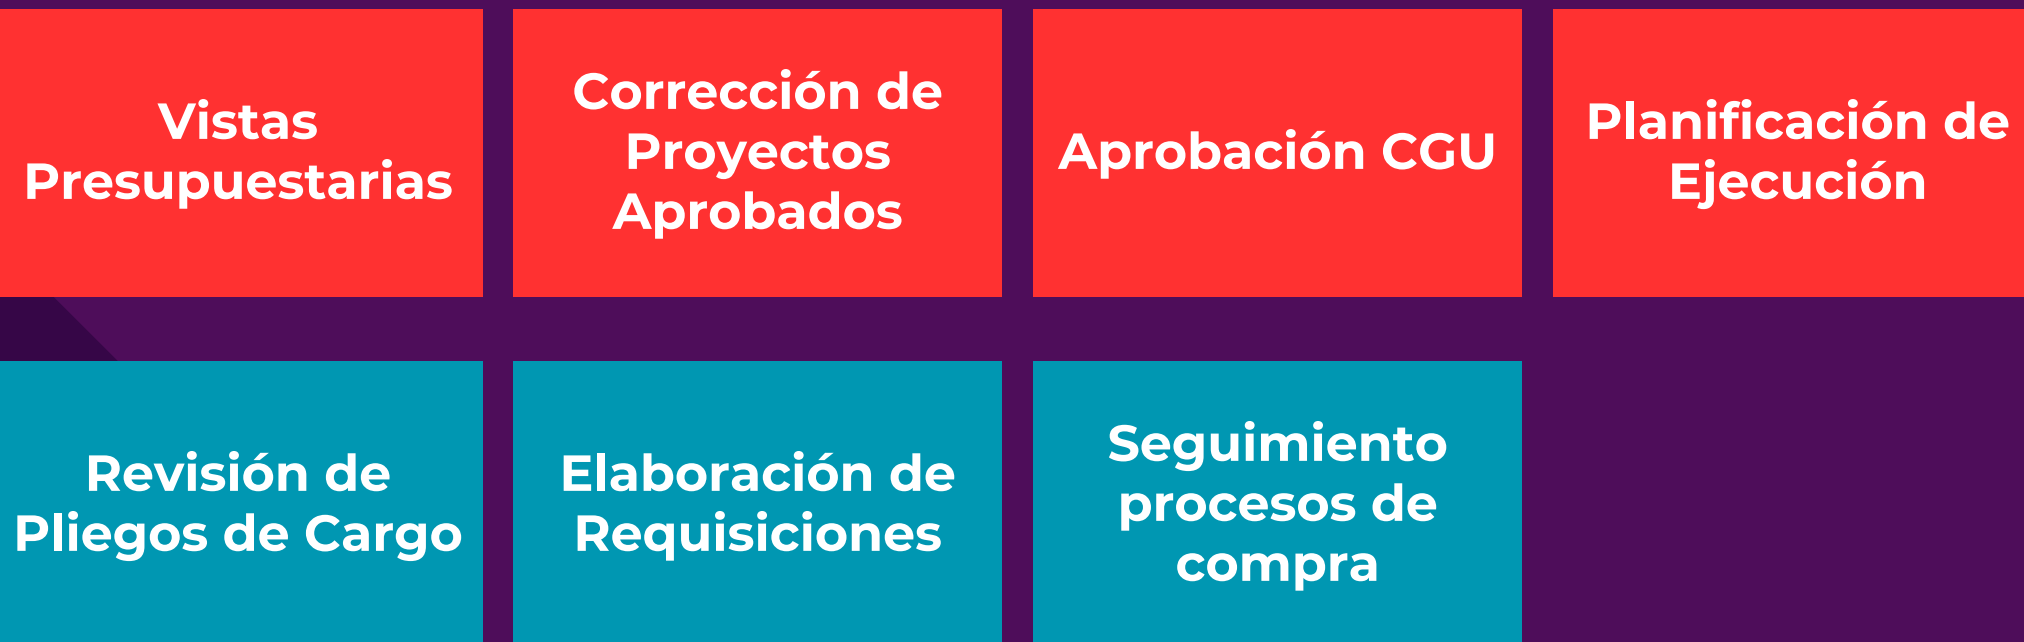 Vistas
Presupuestarias
Corrección de
Proyectos
Aprobados
Aprobación CGU
Planificación de
Ejecución
Revisión de
Pliegos de Cargo
Elaboración de
Requisiciones
Seguimiento
procesos de
compra